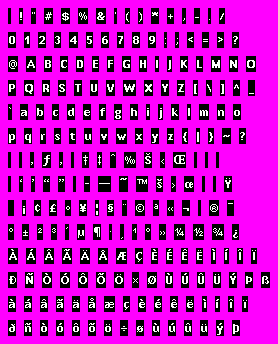 ! " # $ % & ' ( ) * + , - . /
0 1 2 3 4 5 6 7 8 9 : ; < = > ?
@ A B C D E F G H I J K L M N O
P Q R S T U V W X Y Z [ \ ] ^ _
` a b c d e f g h i j k l m n o
p q r s t u v w x y z { | } ~ ?
‚ ƒ „ † ‡ ˆ ‰ Š ‹ Œ
‘ ’ “ ” - — ˜ ™ š › œ Ÿ
¡ ¢ £ ¤ ¥ ¦ § ¨ © ª « ¬ ® ¯
° ± ² ³ ´ µ ¶ · ¸ ¹ º » ¼ ½ ¾ ¿
À Á Â Ã Ä Å Æ Ç È É Ê Ë Ì Í Î Ï
Ð Ñ Ò Ó Ô Õ Ö × Ø Ù Ú Û Ü Ý Þ ß
à á â ã ä å æ ç è é ê ë ì í î ï
ð ñ ò ó ô õ ö ÷ ø ù ú û ü ý þ